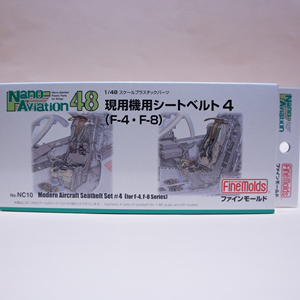 Nano Aviation 48
1/48 スケールプラスチックパーツ
現用機用シートベルト 4
(F-4・F-8)
No. NC10 Modern Aircraft Seatbelt Set #4 (for F-4, F-8 Series)
FineMolds
ファインモールド